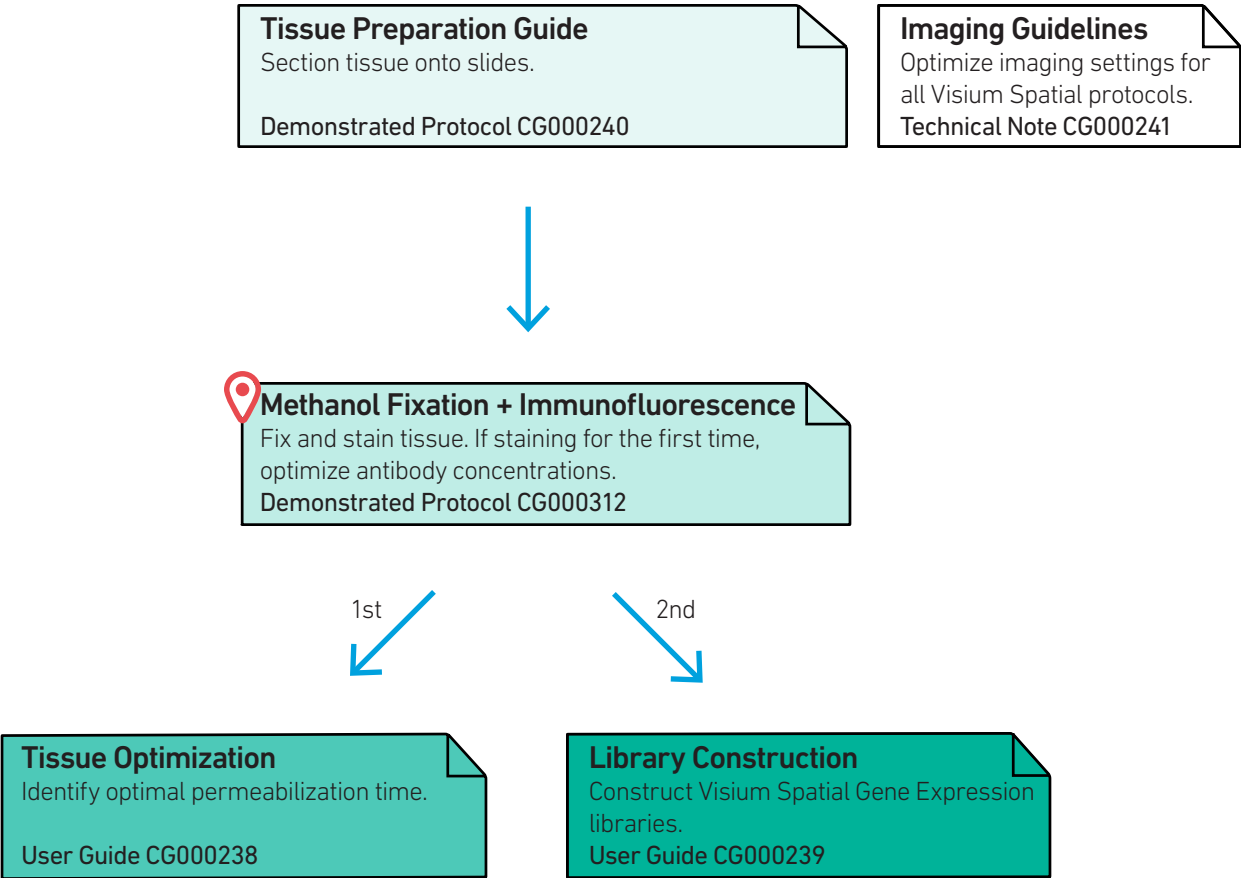 Tissue Preparation Guide
Section tissue onto slides.
Demonstrated Protocol CG000240
Imaging Guidelines
Optimize imaging settings for
all Visium Spatial protocols.
Technical Note CG000241
Methanol Fixation + Immunofluorescence
Fix and stain tissue. If staining for the first time,
optimize antibody concentrations.
Demonstrated Protocol CG000312
1st
2nd
Tissue Optimization
Identify optimal permeabilization time.
User Guide CG000238
Library Construction
Construct Visium Spatial Gene Expression
libraries.
User Guide CG000239